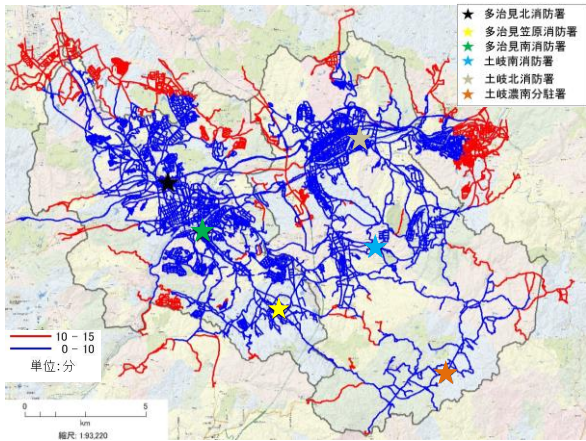 多治見北消防署
多治見笠原消防署
多治見南消防署
土岐南消防署
土岐北消防署
土岐濃南分駐署
10 - 15
0 - 10
単位:分
0 5
km
縮尺: 1:93,220